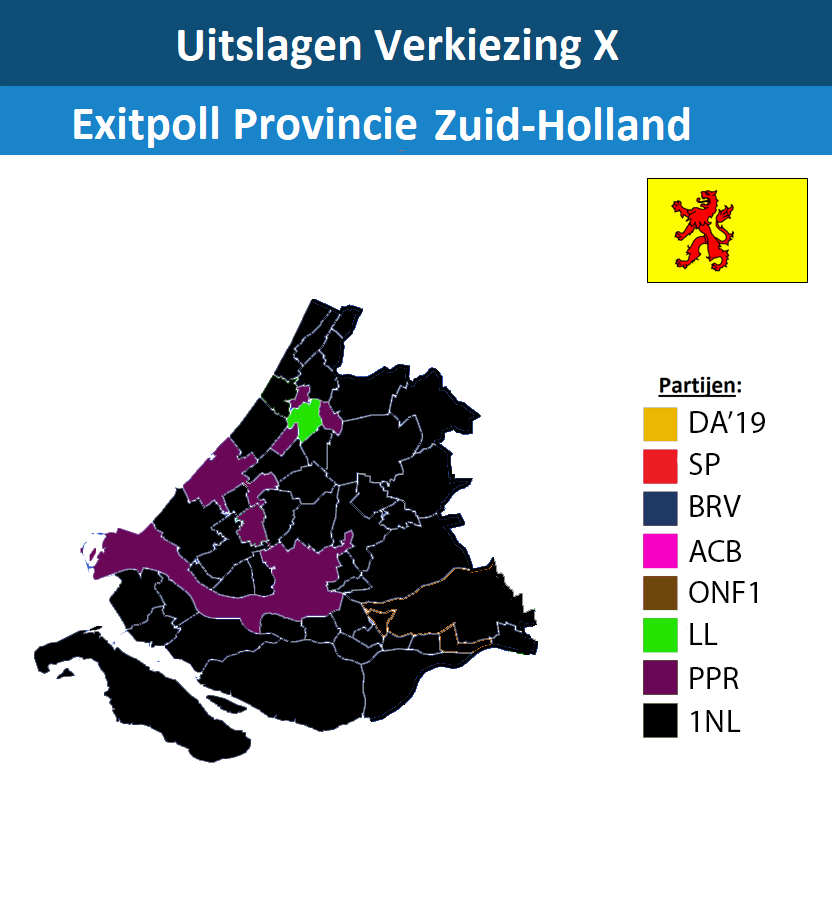 Uitslagen Verkiezing X
Exitpoll Provincie Zuid-Holland
Partijen:
DA’19
SP
BRV
ACB
ONF1
LL
PPR
1NL